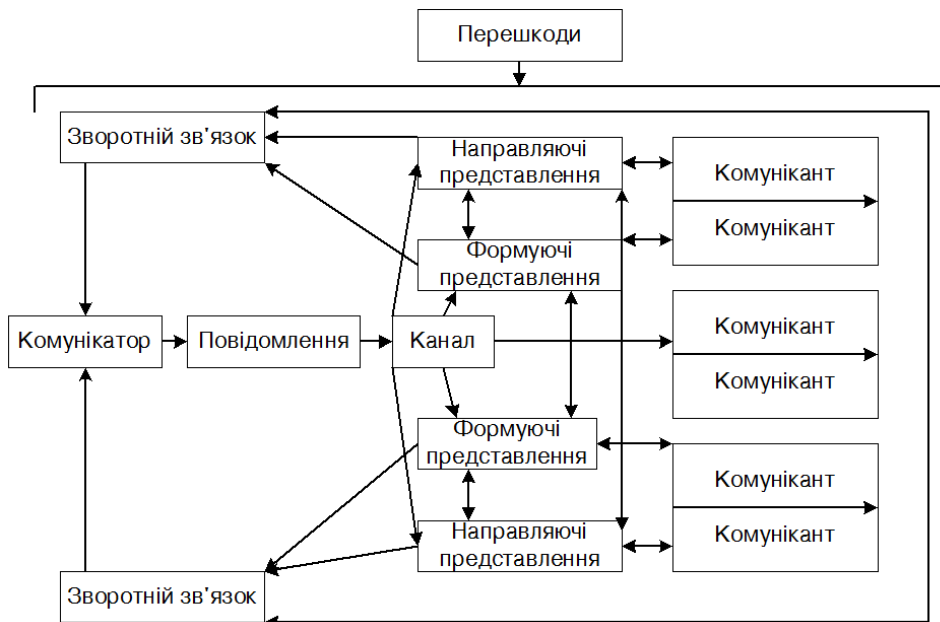 Перешкоди
Зворотній зв'язок
Направляючі
представлення
Комунікант
Комунікант
Формуючі
представлення
Комунікатор
Повідомлення
Канал
Комунікант
Комунікант
Формуючі
представлення
Комунікант
Комунікант
Направляючі
представлення
Зворотній зв'язок